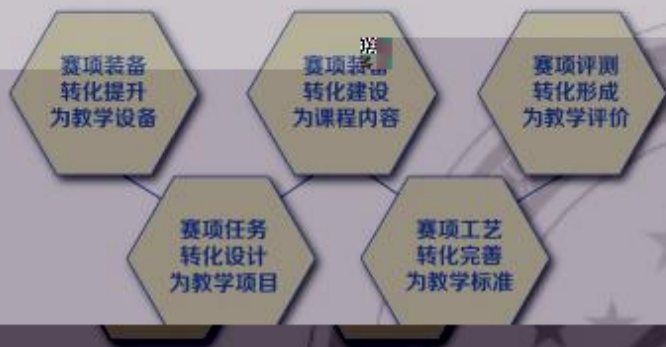 赛项装备
转化提升
为教学设备
赛项装
转化建设
为课程内容
赛项评测
转化形成
为教学评价
赛项任务
转化设计
为教学项目
赛项工艺
转化完善
为教学标准